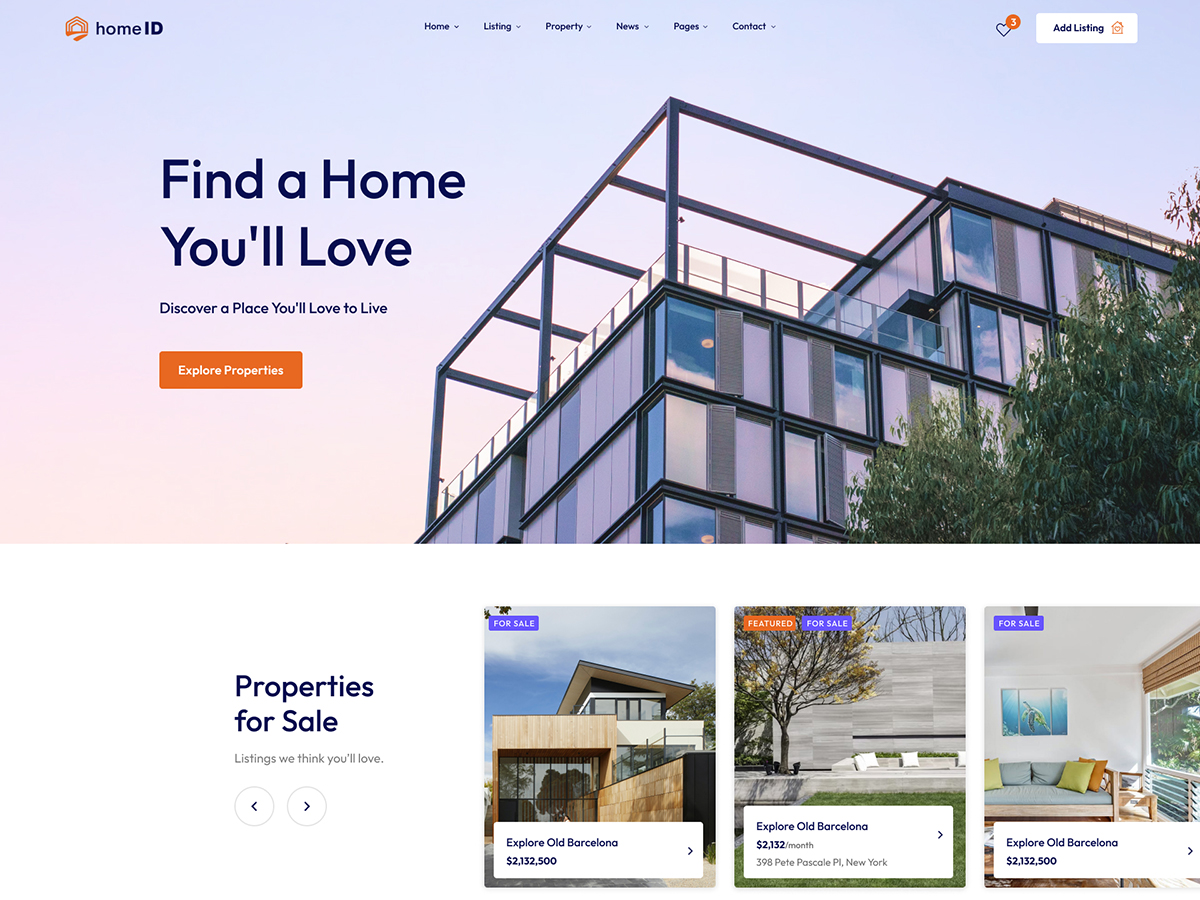 homeID
Home
Listing
Property
News
Pages
Contact
3
Add Listing
Find a Home
You'll Love
Discover a Place You'll Love to Live
Explore Properties
Properties
for Sale
Listings we think you'll love.
FOR SALE
Explore Old Barcelona
$2,132,500
FEATURED
FOR SALE
Explore Old Barcelona
$2,132/month
398 Pete Pascale Pl, New York
FOR SALE
Explore Old Barcelona
$2,132,500